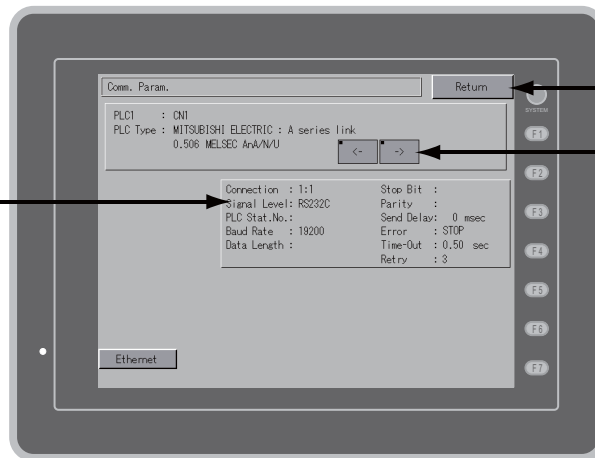 Comm. Param.
Return
SYSTEM
PLC1 : CN1
PLC Type : MITSUBISHI ELECTRIC : A series link
0.506 MELSEC AnA/N/U
<-
->
Connection : 1:1
Signal Level: RS232C
PLC Stat.No.:
Baud Rate : 19200
Data Length :
Stop Bit :
Parity :
Send Delay: 0 msec
Error : STOP
Time-Out : 0.50 sec
Retry : 3
Ethernet
F1
F2
F3
F4
F5
F6
F7